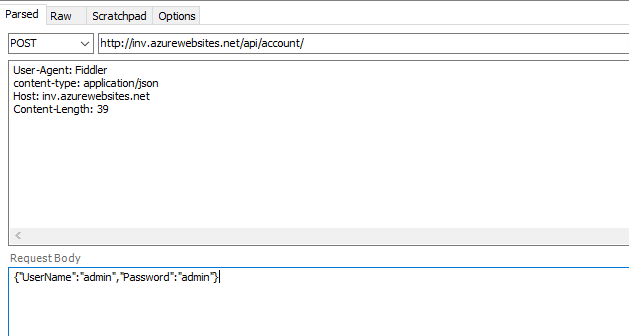 Parsed Raw Scratchpad Options
POST http://inv.azurewebsites.net/api/account/
User-Agent: Fiddler
content-type: application/json
Host: inv.azurewebsites.net
Content-Length: 39
Request Body
{"UserName":"admin","Password":"admin"}